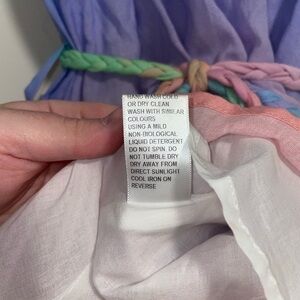 HAND WASH COLD
OR DRY CLEAN
WASH WITH SIMILAR
COLOURS
USING A MILD
NON-BIOLOGICAL
LIQUID DETERGENT
DO NOT SPIN. DO
NOT TUMBLE DRY
DRY AWAY FROM
DIRECT SUNLIGHT
COOL IRON ON
REVERSE